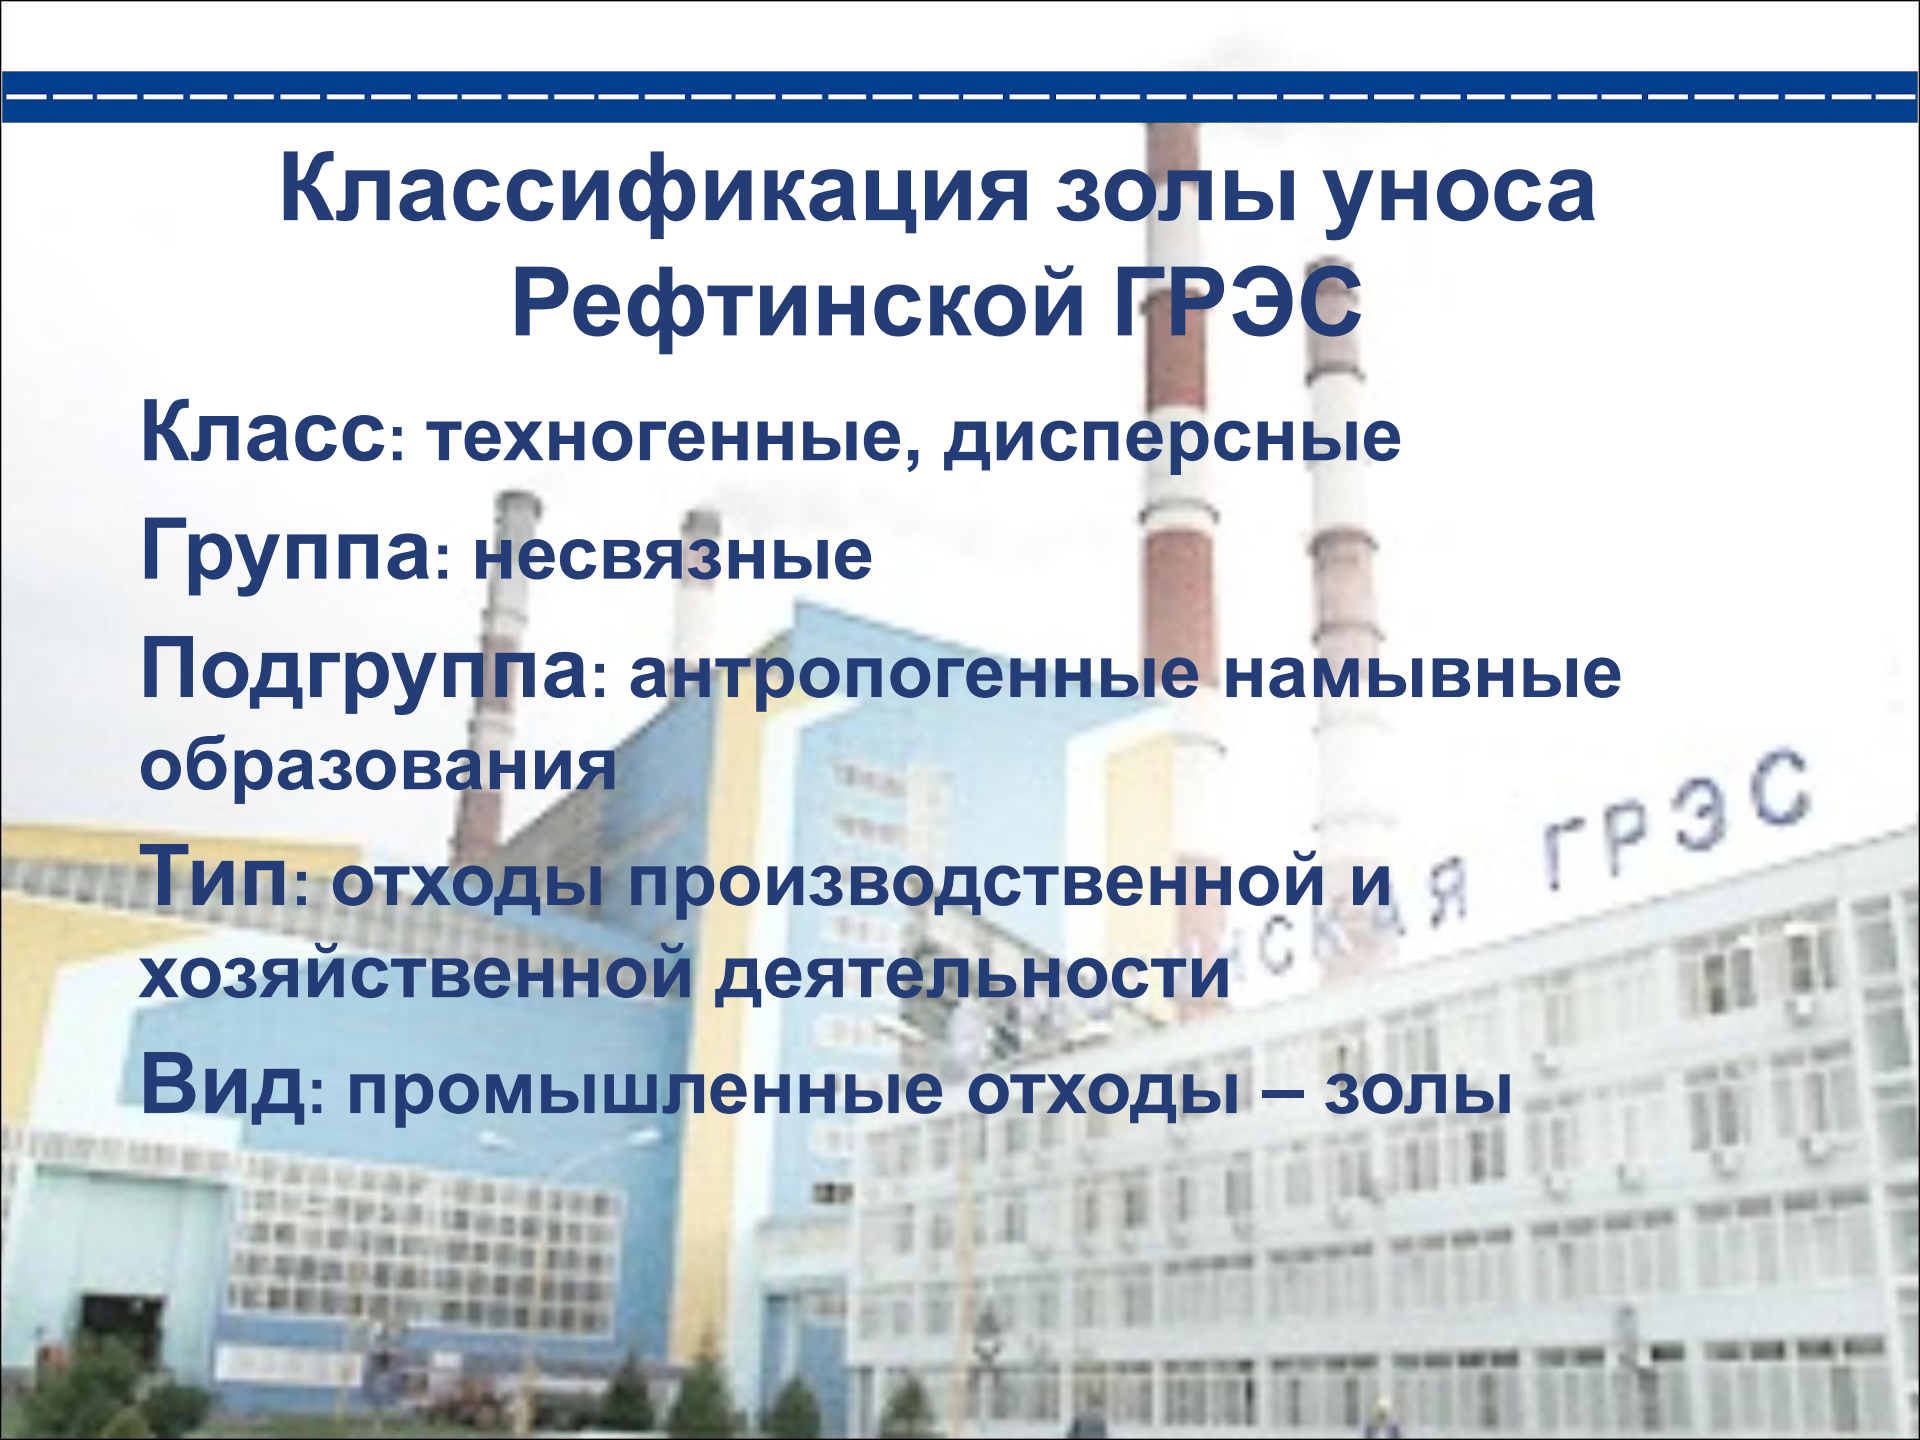 Классификация золы уноса
Рефтинской ГРЭС
Класс: техногенные, дисперсные
Группа: несвязные
Подгруппа: антропогенные намывные
образования
Тип: отходы производственной и
хозяйственной деятельности
Вид: промышленные отходы – золы
ГРЭС